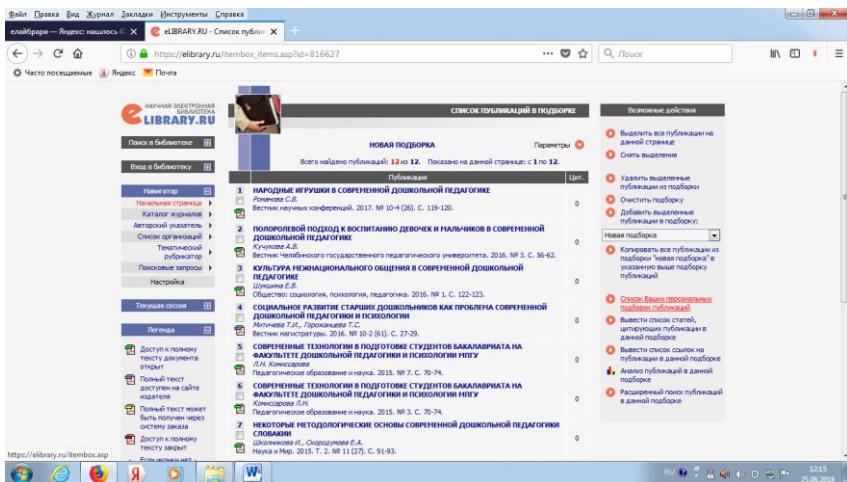 Файл Правка Вид Журнал Закладки Инструменты Справка
елайбрари — Яндекс: нашлось 4
eLIBRARY.RU - Список публик
https://elibrary.ru/itembox_items.asp?id=816627
Поиск
Часто посещаемые Яндекс Почта
НАУЧНАЯ ЭЛЕКТРОННАЯ
БИБЛИОТЕКА
LIBRARY.RU
Поиск в библиотеке
Вход в библиотеку
Навигатор
Начальная страница
Каталог журналов
Авторский указатель
Список организаций
Тематический
рубрикатор
Поисковые запросы
Настройка
Текущая сессия
Легенда
Доступ к полному
тексту документа
открыт
Полный текст
доступен на сайте
издателя
Полный текст может
быть получен через
систему заказа
Доступ к полному
тексту закрыт
Если иконки нет -
СПИСОК ПУБЛИКАЦИЙ В ПОДБОРКЕ
НОВАЯ ПОДБОРКА
Параметры
Всего найдено публикаций: 12 из 12. Показано на данной странице: с 1 по 12.
Публикация Цит.
1 НАРОДНЫЕ ИГРУШКИ В СОВРЕМЕННОЙ ДОШКОЛЬНОЙ ПЕДАГОГИКЕ
Романова С.В.
Вестник научных конференций. 2017. № 10-4 (26). С. 119-120.
0
2 ПОЛОРОЛЕВОЙ ПОДХОД К ВОСПИТАНИЮ ДЕВОЧЕК И МАЛЬЧИКОВ В СОВРЕМЕННОЙ
ДОШКОЛЬНОЙ ПЕДАГОГИКЕ
Кучукова А.В.
Вестник Челябинского государственного педагогического университета. 2016. № 3. С. 56-62.
0
3 КУЛЬТУРА МЕЖНАЦИОНАЛЬНОГО ОБЩЕНИЯ В СОВРЕМЕННОЙ ДОШКОЛЬНОЙ
ПЕДАГОГИКЕ
Шукшина Е.В.
Общество: социология, психология, педагогика. 2016. № 1. С. 122-123.
0
4 СОЦИАЛЬНОЕ РАЗВИТИЕ СТАРШИХ ДОШКОЛЬНИКОВ КАК ПРОБЛЕМА СОВРЕМЕННОЙ
ДОШКОЛЬНОЙ ПЕДАГОГИКИ И ПСИХОЛОГИИ
Митичева Т.И., Горожанцева Т.С.
Вестник магистратуры. 2016. № 10-2 (61). С. 27-29.
0
5 СОВРЕМЕННЫЕ ТЕХНОЛОГИИ В ПОДГОТОВКЕ СТУДЕНТОВ БАКАЛАВРИАТА НА
ФАКУЛЬТЕТЕ ДОШКОЛЬНОЙ ПЕДАГОГИКИ И ПСИХОЛОГИИ МПГУ
Л.Н. Комиссарова
Педагогическое образование и наука. 2015. № 3. С. 70-74.
0
6 СОВРЕМЕННЫЕ ТЕХНОЛОГИИ В ПОДГОТОВКЕ СТУДЕНТОВ БАКАЛАВРИАТА НА
ФАКУЛЬТЕТЕ ДОШКОЛЬНОЙ ПЕДАГОГИКИ И ПСИХОЛОГИИ МПГУ
Комиссарова Л.Н.
Педагогическое образование и наука. 2015. № 3. С. 70-74.
0
7 НЕКОТОРЫЕ МЕТОДОЛОГИЧЕСКИЕ ОСНОВЫ СОВРЕМЕННОЙ ДОШКОЛЬНОЙ ПЕДАГОГИКИ
СЛОВАКИИ
Школникова И., Скородумова Е.А.
Наука и Мир. 2015. Т. 2. № 11 (27). С. 91-93.
0
Возможные действия
Выделить все публикации на
данной странице
Снять выделение
Удалить выделенные
публикации из подборки
Очистить подборку
Добавить выделенные
публикации в подборку:
Новая подборка
Копировать все публикации из
подборки "новая подборка" в
указанную выше подборку
публикаций
Список Ваших персональных
подборок публикаций
Вывести список статей,
цитирующих публикации в
данной подборке
Вывести список ссылок на
публикации в данной подборке
Анализ публикаций в данной
подборке
Расширенный поиск публикаций
в данной подборке
https://elibrary.ru/itembox.asp
RU
12:15
25.06.2018